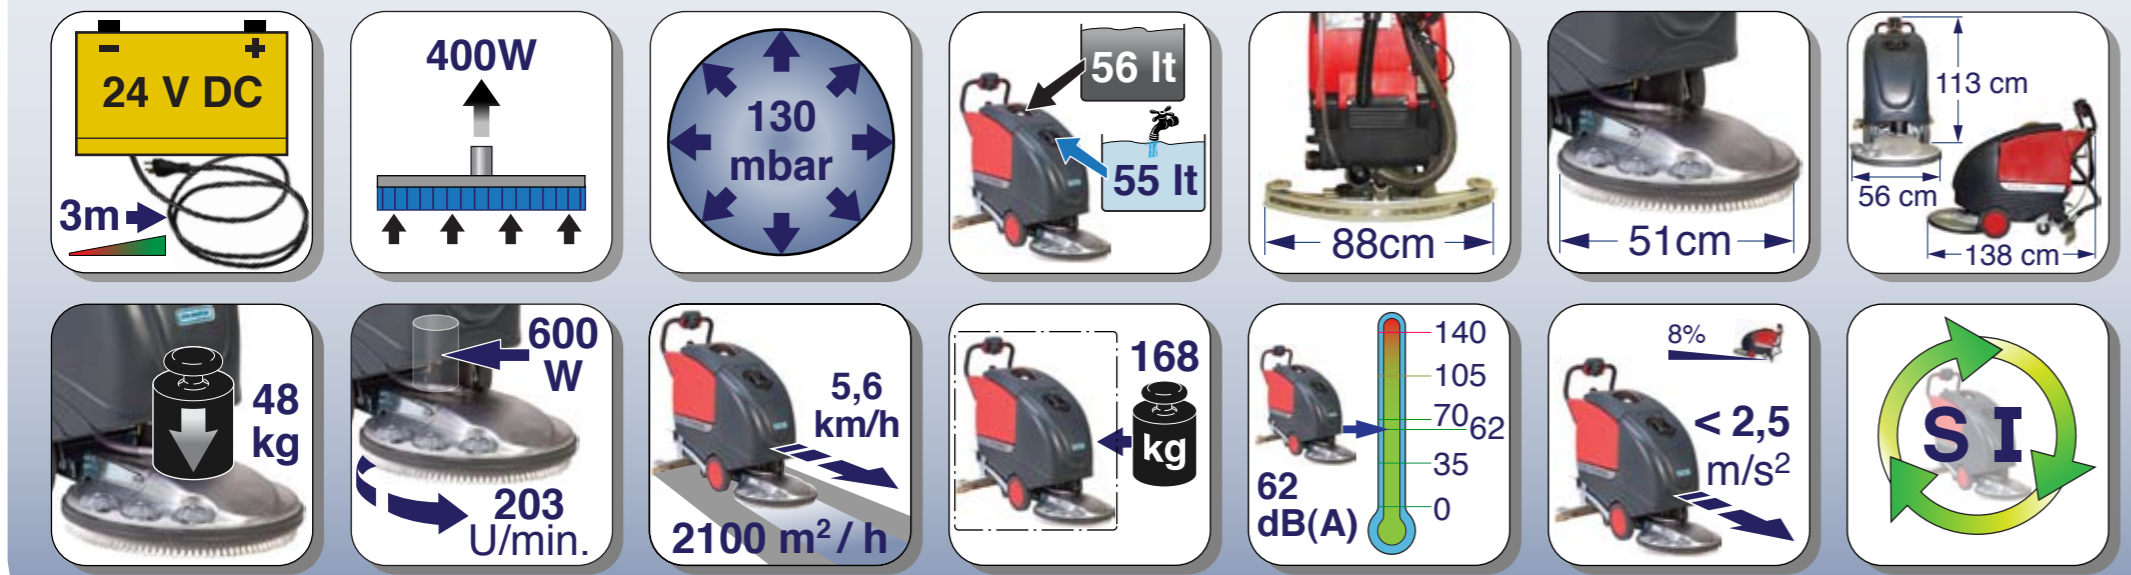 24 V DC
3m
400W
130
mbar
56 lt
55 lt
88cm
51cm
113 cm
56 cm
138 cm
48
kg
600
W
203
U/min.
5,6
km/h
2100 m² / h
168
kg
140
105
70
62
35
0
62
dB(A)
8%
< 2,5
m/s²
S I